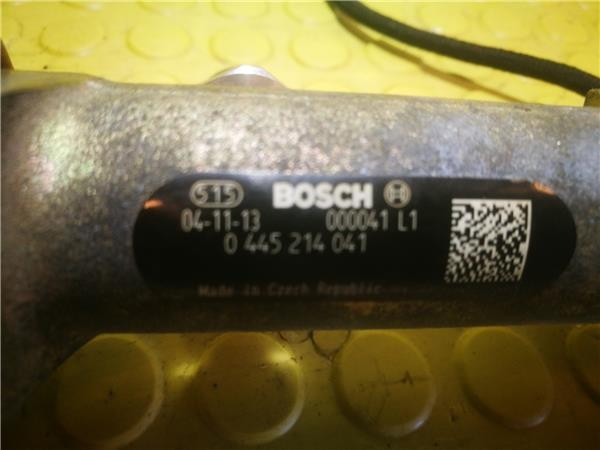 515 BOSCH
04-11-13 000041 L1
0 445 214 041
Made in Czech Republic